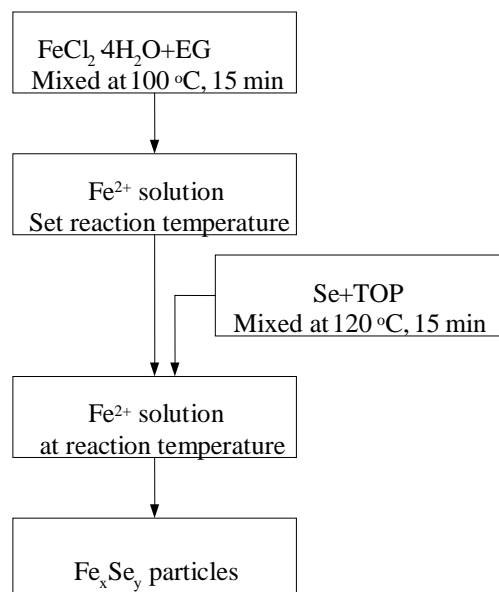 FeCl₂·4H₂O+EG
Mixed at 100 °C, 15 min
Fe²⁺ solution
Set reaction temperature
Se+TOP
Mixed at 120 °C, 15 min
Fe²⁺ solution
at reaction temperature
FeₓSeᵧ particles